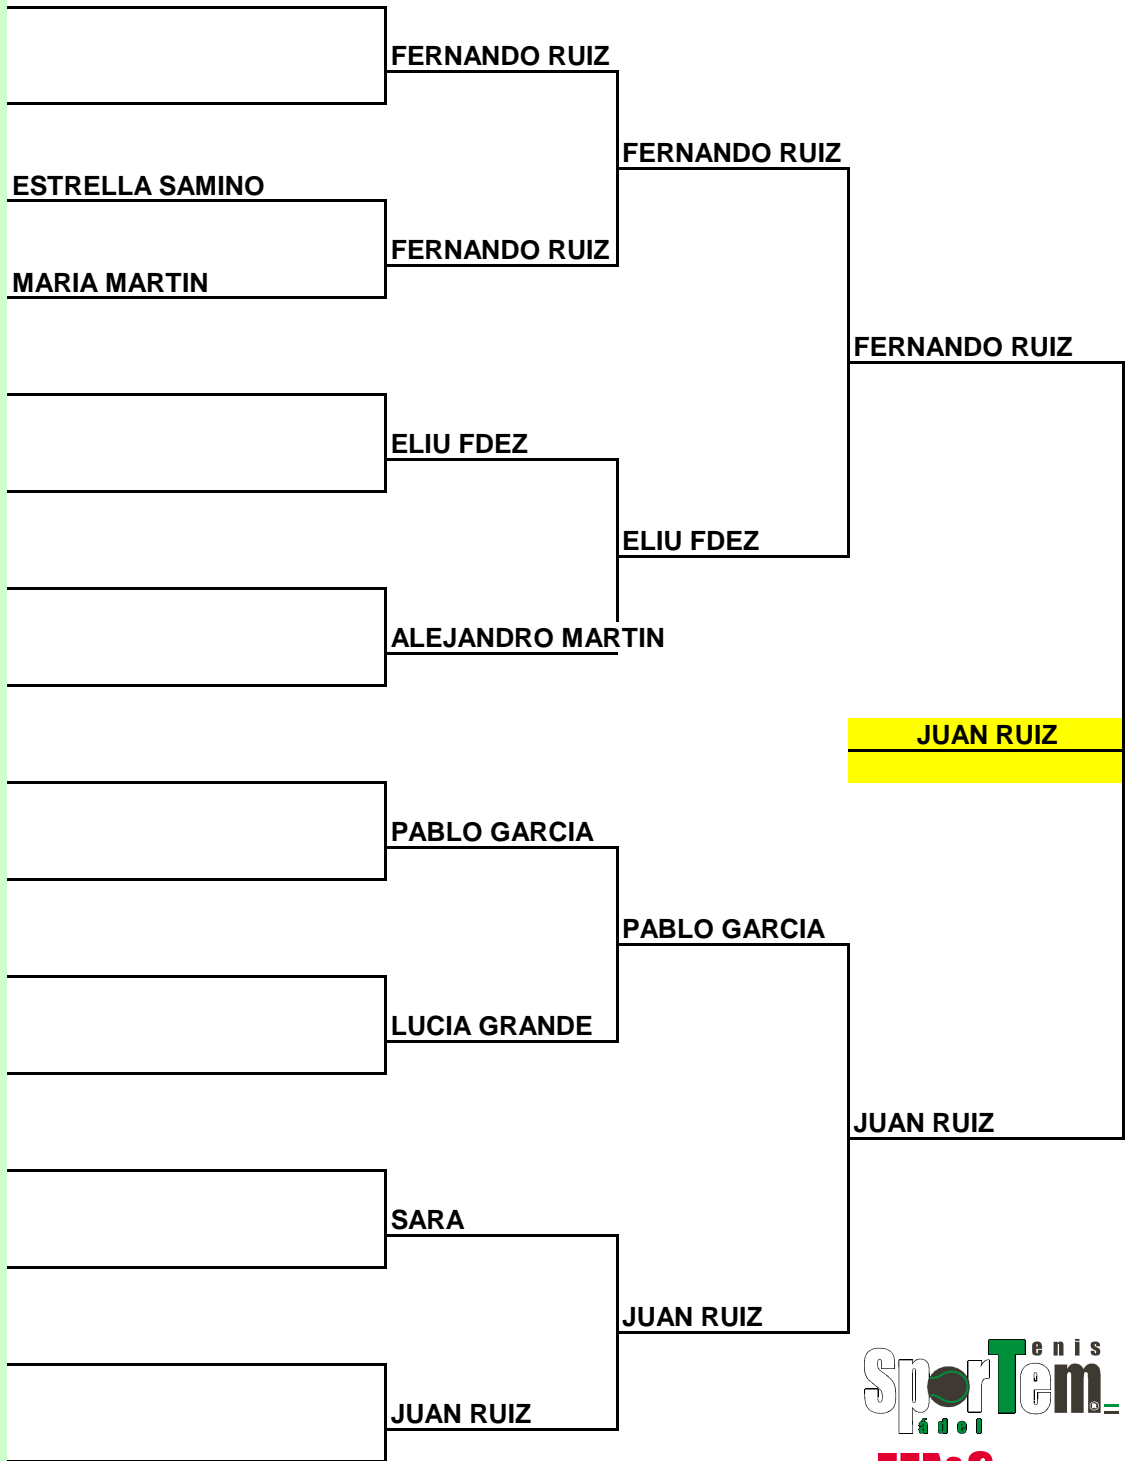 FERNANDO RUIZ
FERNANDO RUIZ
ESTRELLA SAMINO
FERNANDO RUIZ
MARIA MARTIN
FERNANDO RUIZ
ELIU FDEZ
ELIU FDEZ
ALEJANDRO MARTIN
JUAN RUIZ
PABLO GARCIA
PABLO GARCIA
LUCIA GRANDE
JUAN RUIZ
SARA
JUAN RUIZ
JUAN RUIZ
Tenis
SporTem ®
Pádel